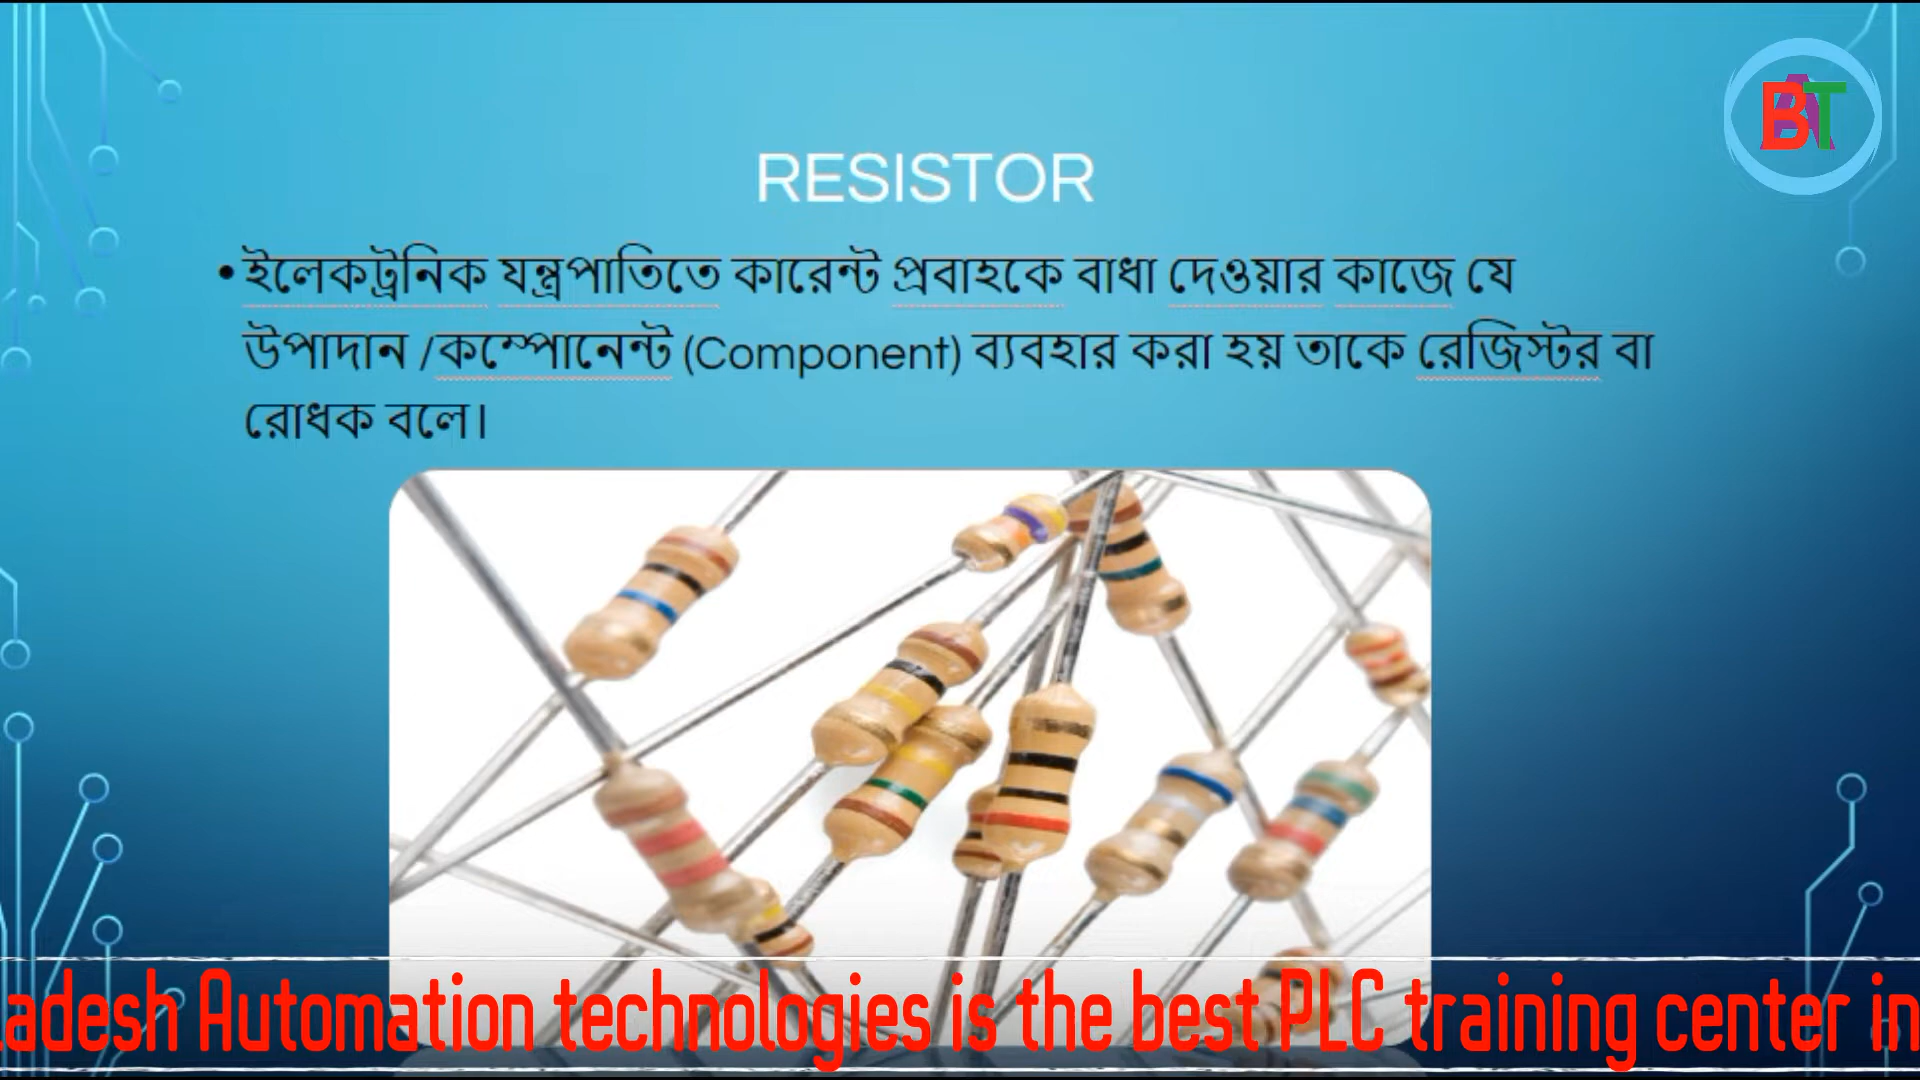 BAT
RESISTOR
• ইলেকট্রনিক যন্ত্রপাতিতে কারেন্ট প্রবাহকে বাধা দেওয়ার কাজে যে
উপাদান /কম্পোনেন্ট (Component) ব্যবহার করা হয় তাকে রেজিস্টর বা
রোধক বলে।
adesh Automation technologies is the best PLC training center in